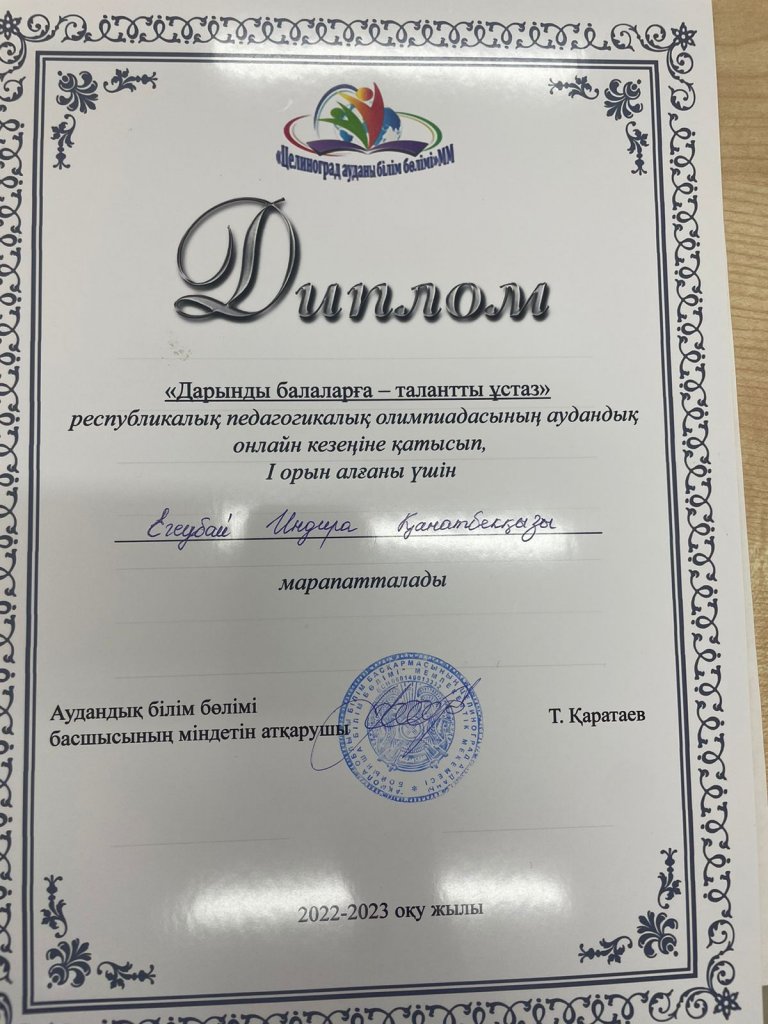 «Целиноград ауданы білім бөлімі»ММ
Диплом
«Дарынды балаларға – талантты ұстаз»
республикалық педагогикалық олимпиадасының аудандық
онлайн кезеңіне қатысып,
І орын алғаны үшін
Егеубай Индира Қанатбекқызы
марапатталады
Аудандық білім бөлімі
басшысының міндетін атқарушы
Т. Қаратаев
2022-2023 оқу жылы